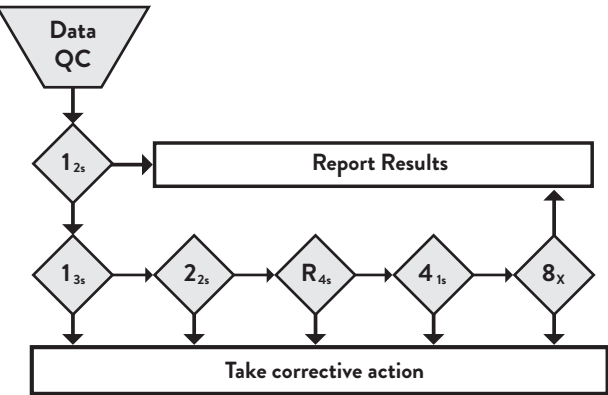 Data
QC
1₂ₛ
Report Results
1₃ₛ
2₂ₛ
R₄ₛ
4₁ₛ
8ₓ
Take corrective action